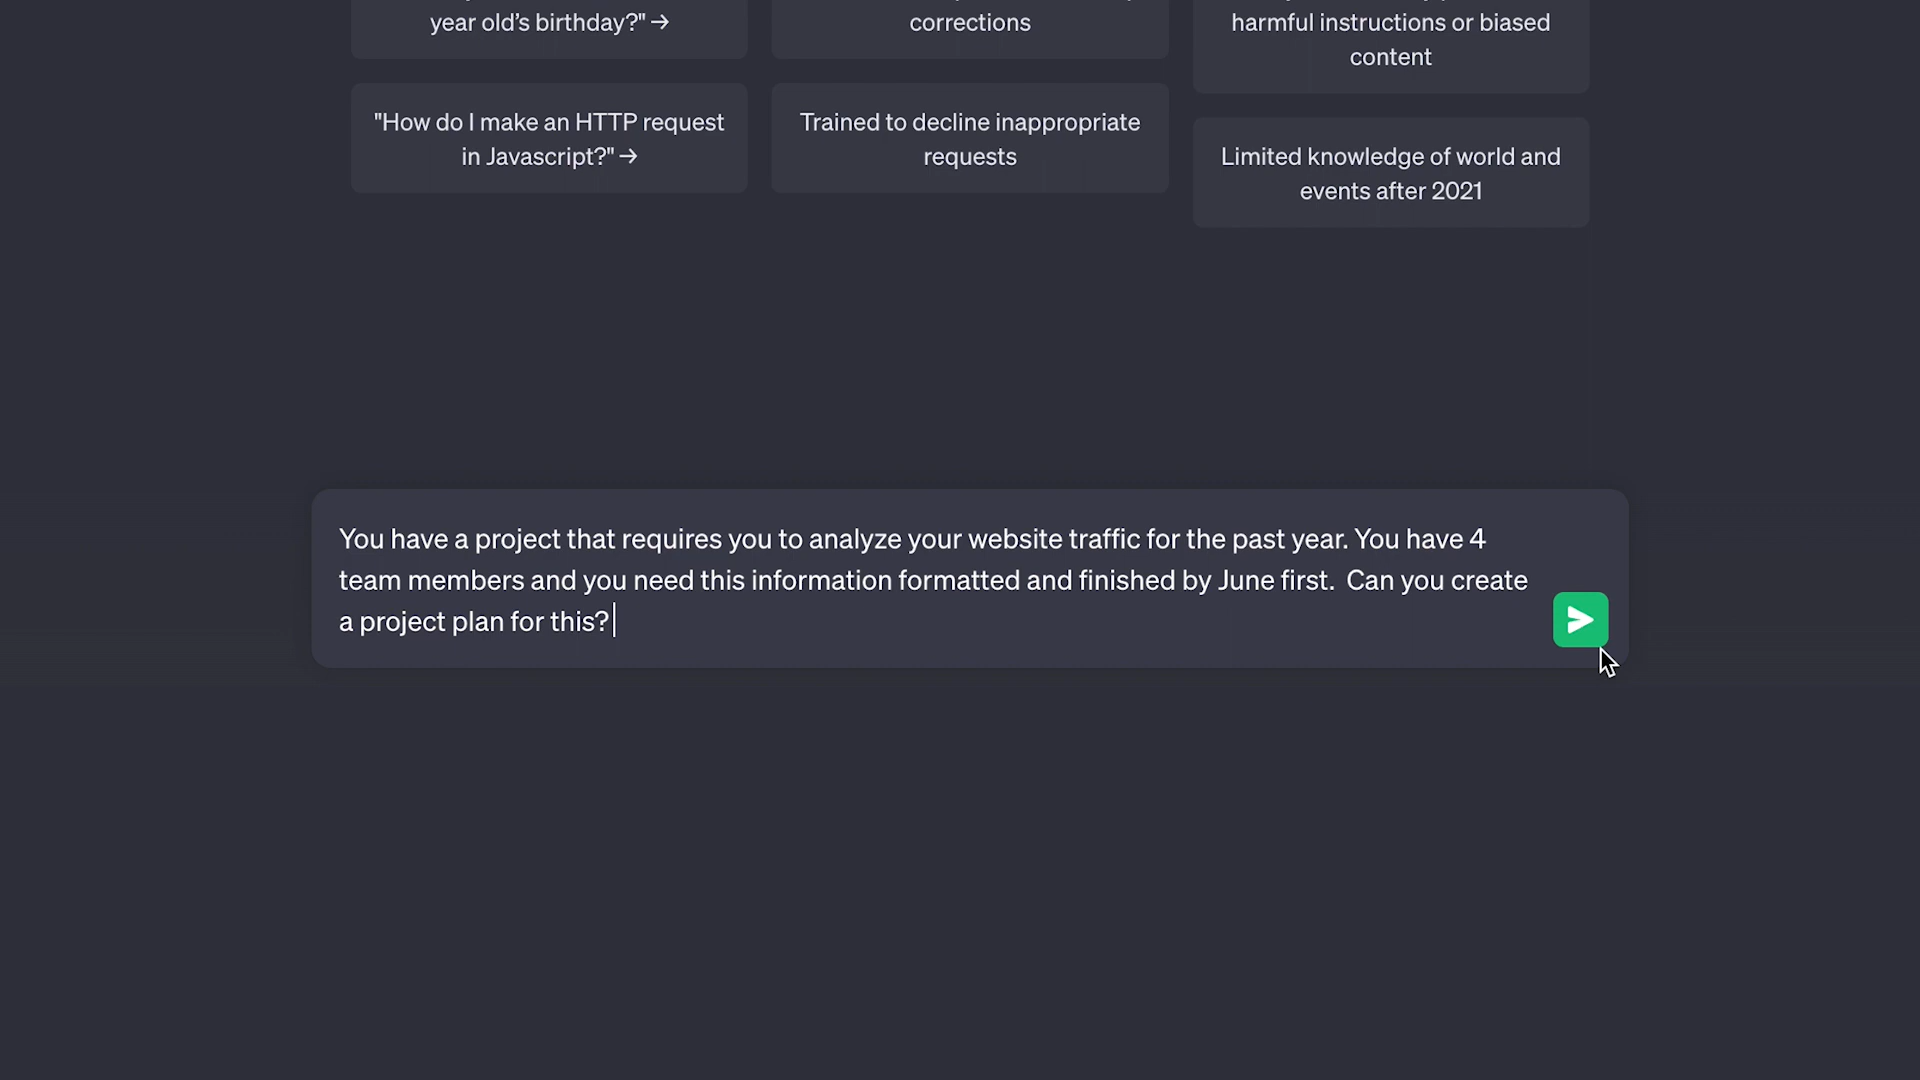 year old’s birthday?" →
corrections
harmful instructions or biased
content
"How do I make an HTTP request
in Javascript?" →
Trained to decline inappropriate
requests
Limited knowledge of world and
events after 2021
You have a project that requires you to analyze your website traffic for the past year. You have 4
team members and you need this information formatted and finished by June first.  Can you create
a project plan for this?